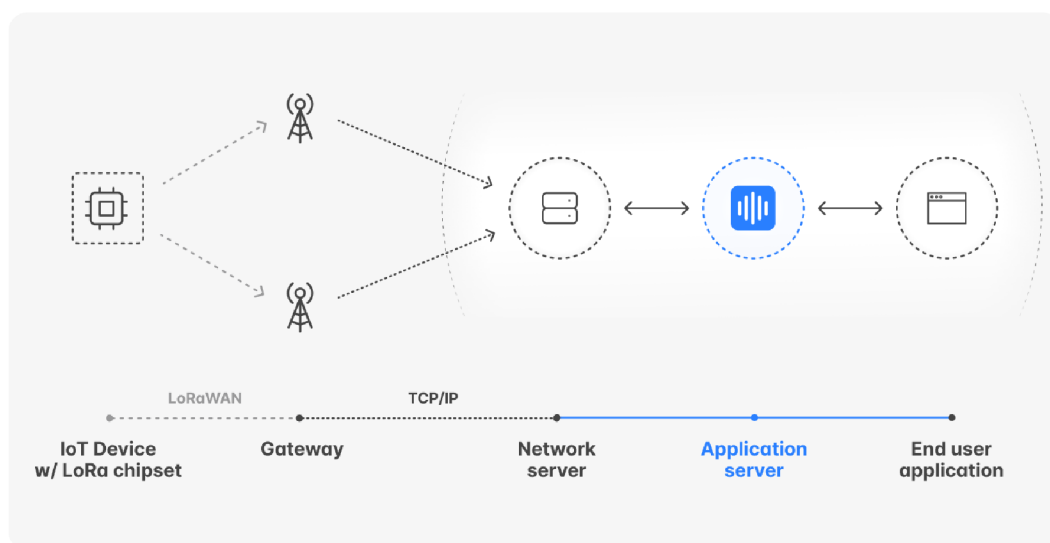 LoRaWAN
TCP/IP
IoT Device
w/ LoRa chipset
Gateway
Network
server
Application
server
End user
application